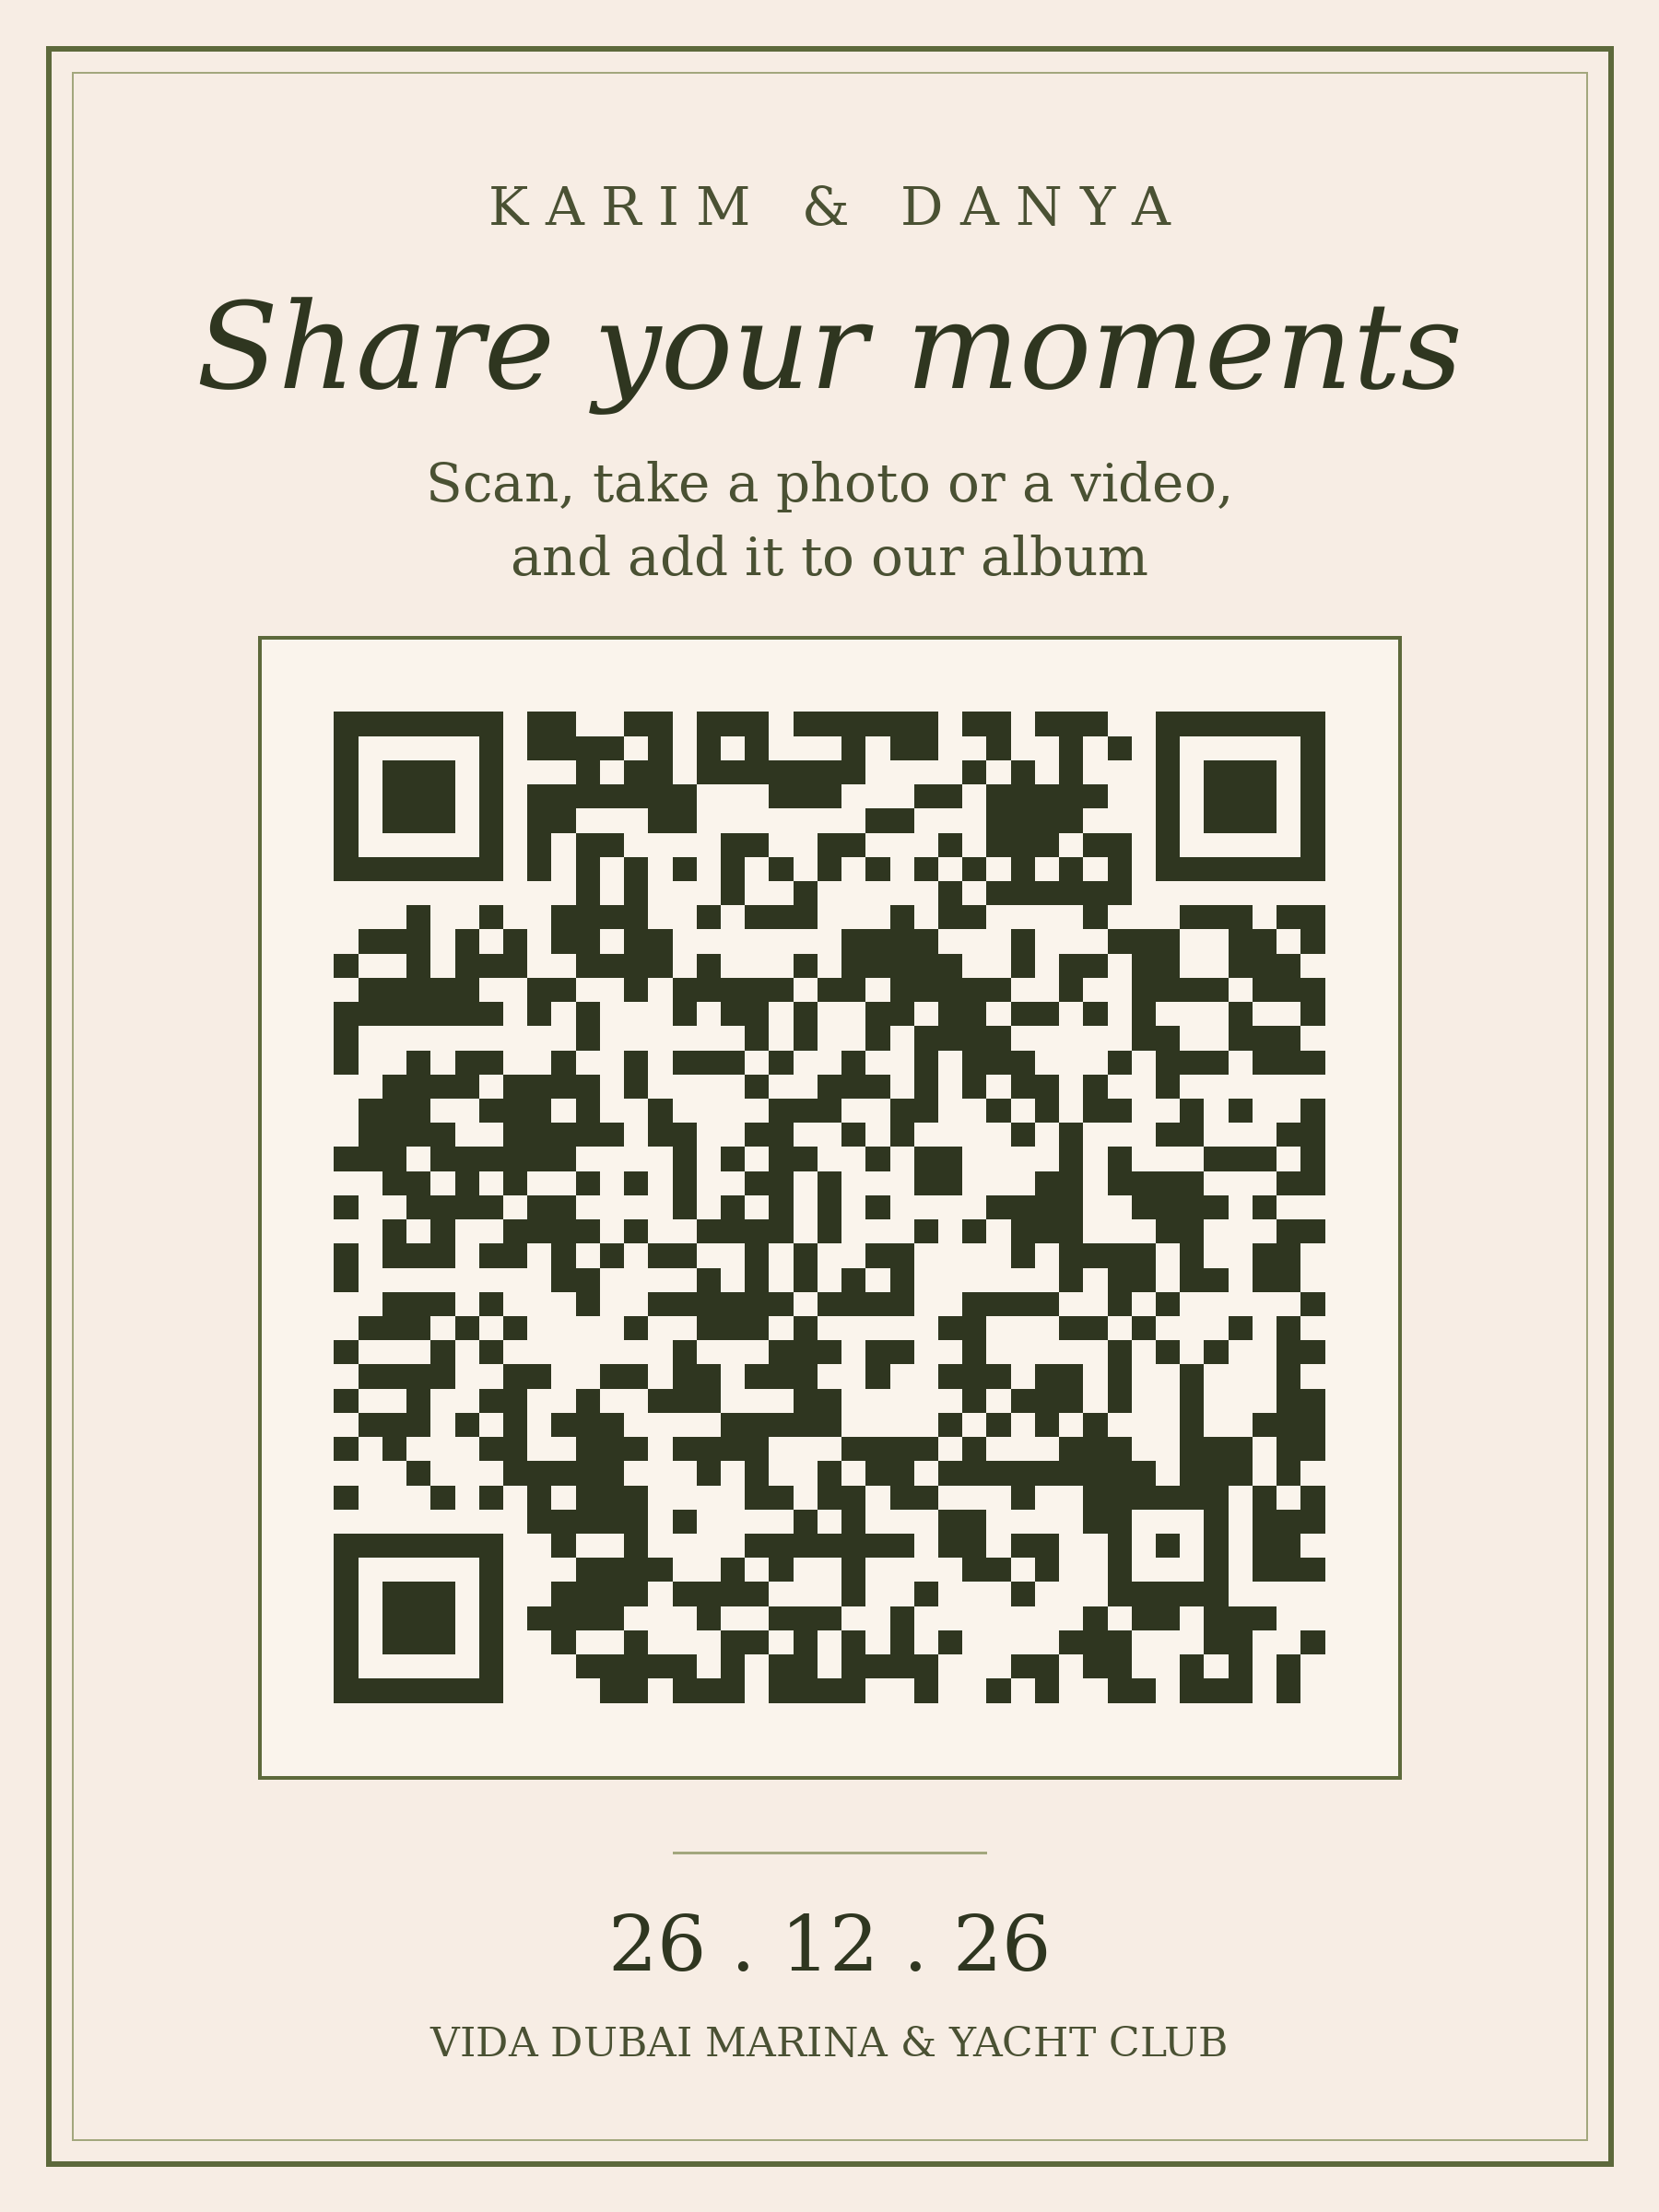 KARIM & DANYA
Share your moments
Scan, take a photo or a video,
and add it to our album
26 . 12 . 26
VIDA DUBAI MARINA & YACHT CLUB